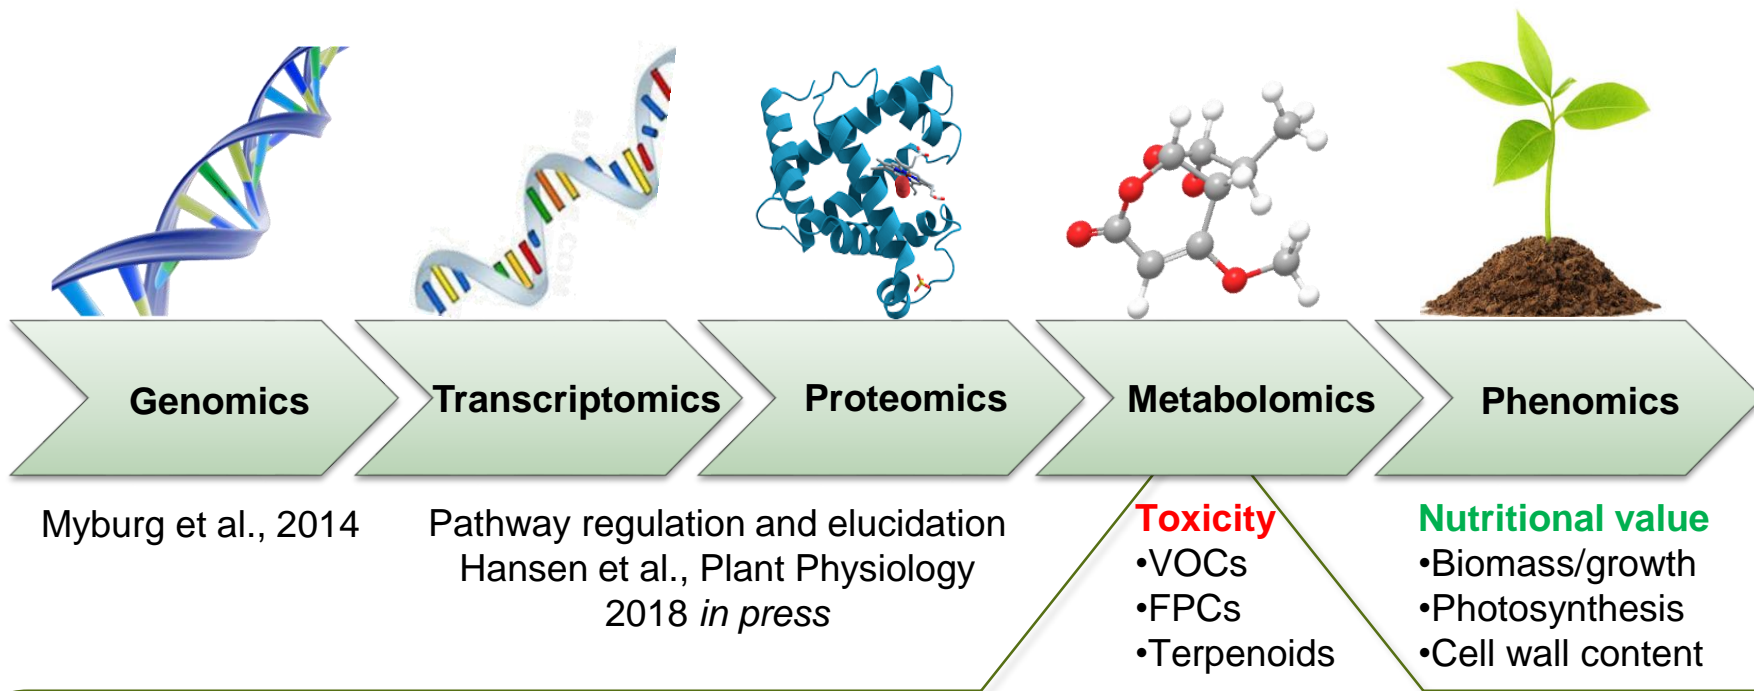 Genomics
Transcriptomics
Proteomics
Metabolomics
Phenomics
Myburg et al., 2014
Pathway regulation and elucidation
Hansen et al., Plant Physiology
2018 in press
Toxicity
•VOCs
•FPCs
•Terpenoids
Nutritional value
•Biomass/growth
•Photosynthesis
•Cell wall content